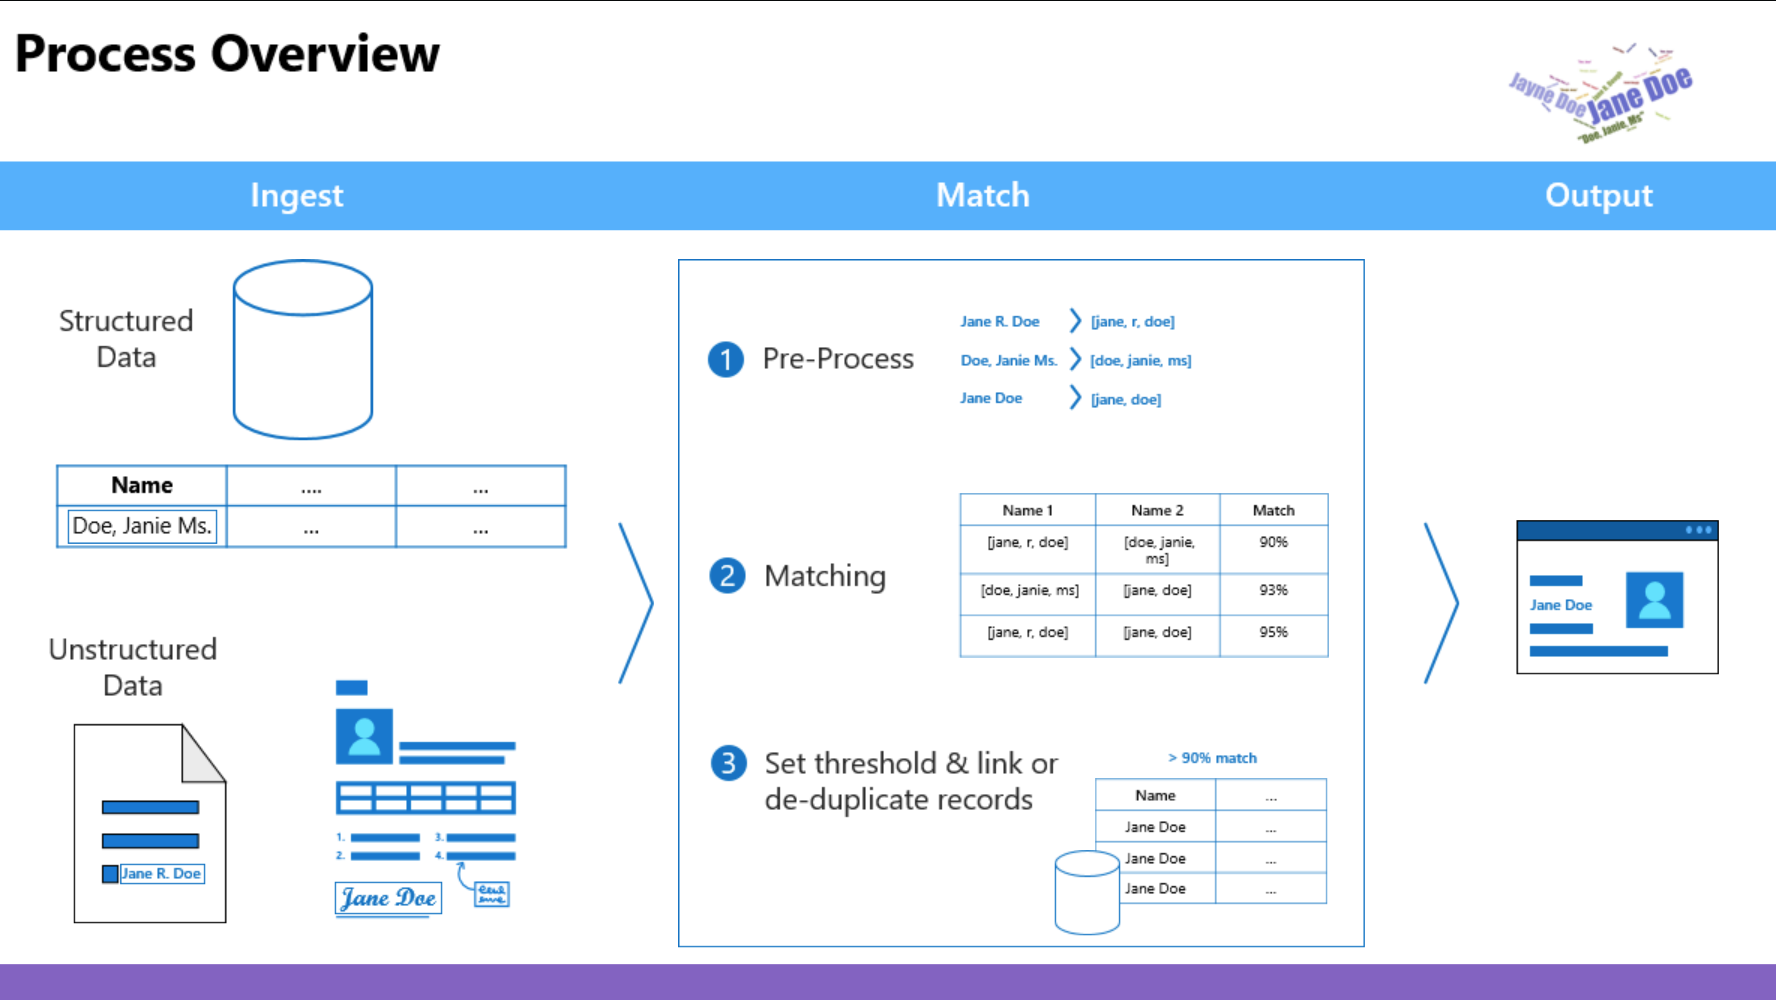 Process Overview
Jayne Doe
Jane Doe
"Doe, Janie, Ms"
Ingest
Match
Output
Structured
Data
Name
....
...
Doe, Janie Ms.
...
...
Unstructured
Data
Jane R. Doe
1.
3.
2.
4.
Jane Doe
1
Pre-Process
Jane R. Doe
[jane, r, doe]
Doe, Janie Ms.
[doe, janie, ms]
Jane Doe
[jane, doe]
2
Matching
Name 1
Name 2
Match
[jane, r, doe]
[doe, janie,
ms]
90%
[doe, janie, ms]
[jane, doe]
93%
[jane, r, doe]
[jane, doe]
95%
3
Set threshold & link or
de-duplicate records
> 90% match
Name
...
Jane Doe
...
Jane Doe
...
Jane Doe
...
Jane Doe